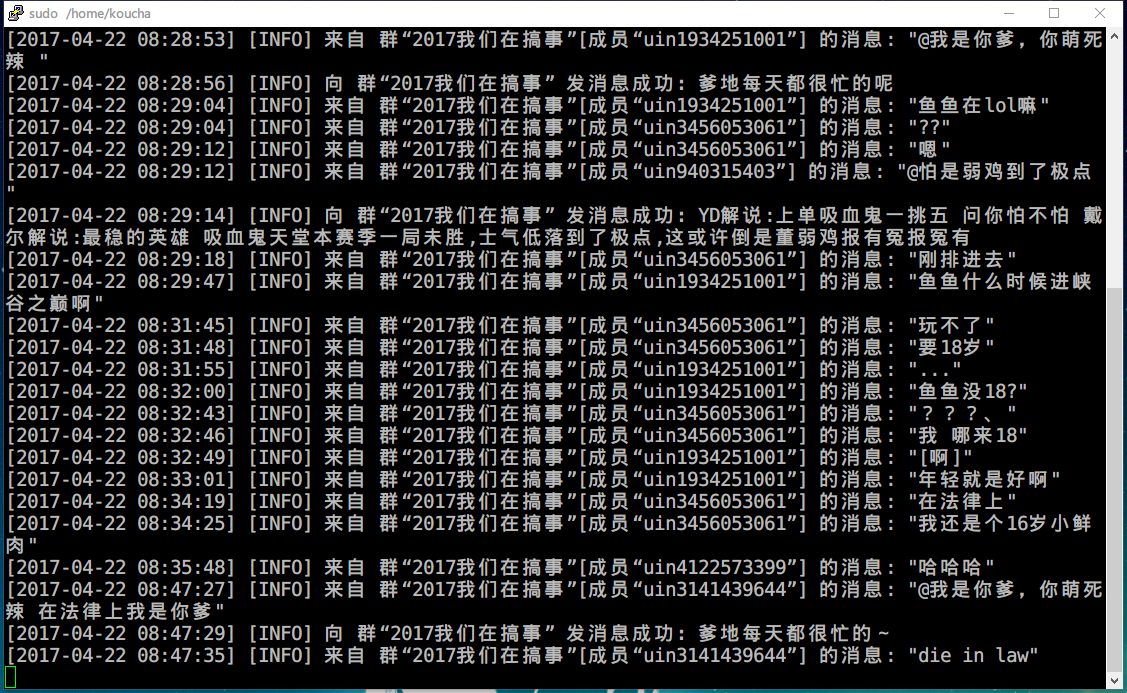 sudo /home/koucha
[2017-04-22 08:28:53] [INFO] 来自 群“2017我们在搞事”[成员“uin1934251001”] 的消息: "@我是你爹，你萌死
辣 "
[2017-04-22 08:28:56] [INFO] 向 群“2017我们在搞事” 发消息成功: 爹地每天都很忙的呢
[2017-04-22 08:29:04] [INFO] 来自 群“2017我们在搞事”[成员“uin1934251001”] 的消息: "鱼鱼在lol嘛"
[2017-04-22 08:29:04] [INFO] 来自 群“2017我们在搞事”[成员“uin3456053061”] 的消息: "??"
[2017-04-22 08:29:12] [INFO] 来自 群“2017我们在搞事”[成员“uin3456053061”] 的消息: "嗯"
[2017-04-22 08:29:12] [INFO] 来自 群“2017我们在搞事”[成员“uin940315403”] 的消息: "@怕是弱鸡到了极点
"
[2017-04-22 08:29:14] [INFO] 向 群“2017我们在搞事” 发消息成功: YD解说:上单吸血鬼一挑五 问你怕不怕 戴
尔解说:最稳的英雄 吸血鬼天堂本赛季一局未胜,士气低落到了极点,这或许倒是董弱鸡报有冤报冤有
[2017-04-22 08:29:18] [INFO] 来自 群“2017我们在搞事”[成员“uin3456053061”] 的消息: "刚排进去"
[2017-04-22 08:29:47] [INFO] 来自 群“2017我们在搞事”[成员“uin1934251001”] 的消息: "鱼鱼什么时候进峡
谷之巅啊"
[2017-04-22 08:31:45] [INFO] 来自 群“2017我们在搞事”[成员“uin3456053061”] 的消息: "玩不了"
[2017-04-22 08:31:48] [INFO] 来自 群“2017我们在搞事”[成员“uin3456053061”] 的消息: "要18岁"
[2017-04-22 08:31:55] [INFO] 来自 群“2017我们在搞事”[成员“uin1934251001”] 的消息: "..."
[2017-04-22 08:32:00] [INFO] 来自 群“2017我们在搞事”[成员“uin1934251001”] 的消息: "鱼鱼没18?"
[2017-04-22 08:32:43] [INFO] 来自 群“2017我们在搞事”[成员“uin3456053061”] 的消息: "？？？、"
[2017-04-22 08:32:46] [INFO] 来自 群“2017我们在搞事”[成员“uin3456053061”] 的消息: "我 哪来18"
[2017-04-22 08:32:49] [INFO] 来自 群“2017我们在搞事”[成员“uin1934251001”] 的消息: "[啊]"
[2017-04-22 08:33:01] [INFO] 来自 群“2017我们在搞事”[成员“uin1934251001”] 的消息: "年轻就是好啊"
[2017-04-22 08:34:19] [INFO] 来自 群“2017我们在搞事”[成员“uin3456053061”] 的消息: "在法律上"
[2017-04-22 08:34:25] [INFO] 来自 群“2017我们在搞事”[成员“uin3456053061”] 的消息: "我还是个16岁小鲜
肉"
[2017-04-22 08:35:48] [INFO] 来自 群“2017我们在搞事”[成员“uin4122573399”] 的消息: "哈哈哈"
[2017-04-22 08:47:27] [INFO] 来自 群“2017我们在搞事”[成员“uin3141439644”] 的消息: "@我是你爹，你萌死
辣 在法律上我是你爹"
[2017-04-22 08:47:29] [INFO] 向 群“2017我们在搞事” 发消息成功: 爹地每天都很忙的～
[2017-04-22 08:47:35] [INFO] 来自 群“2017我们在搞事”[成员“uin3141439644”] 的消息: "die in law"